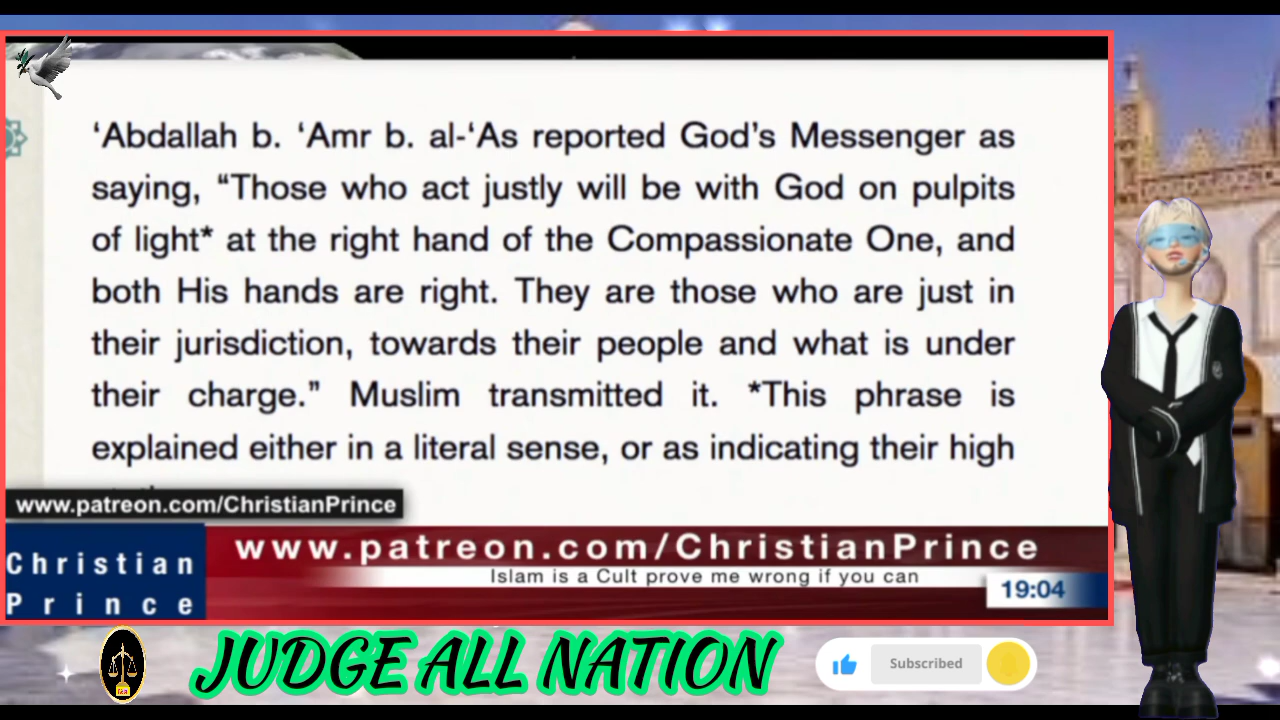 ‘Abdallah b. ‘Amr b. al-‘As reported God’s Messenger as
saying, “Those who act justly will be with God on pulpits
of light* at the right hand of the Compassionate One, and
both His hands are right. They are those who are just in
their jurisdiction, towards their people and what is under
their charge.” Muslim transmitted it. *This phrase is
explained either in a literal sense, or as indicating their high
www.patreon.com/ChristianPrince
Christian
Prince
www.patreon.com/ChristianPrince
Islam is a Cult prove me wrong if you can
19:04
JUDGE ALL NATION
Subscribed